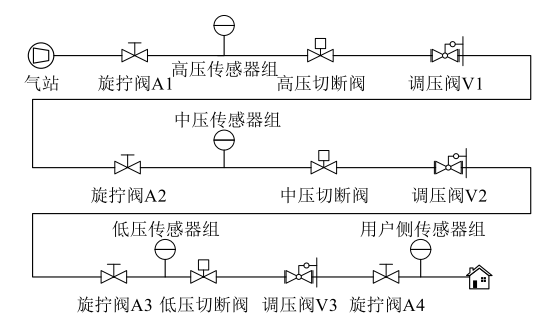 高压传感器组
气站
旋拧阀A1
高压切断阀
调压阀V1
中压传感器组
旋拧阀A2
中压切断阀
调压阀V2
低压传感器组
用户侧传感器组
旋拧阀A3
低压切断阀
调压阀V3
旋拧阀A4